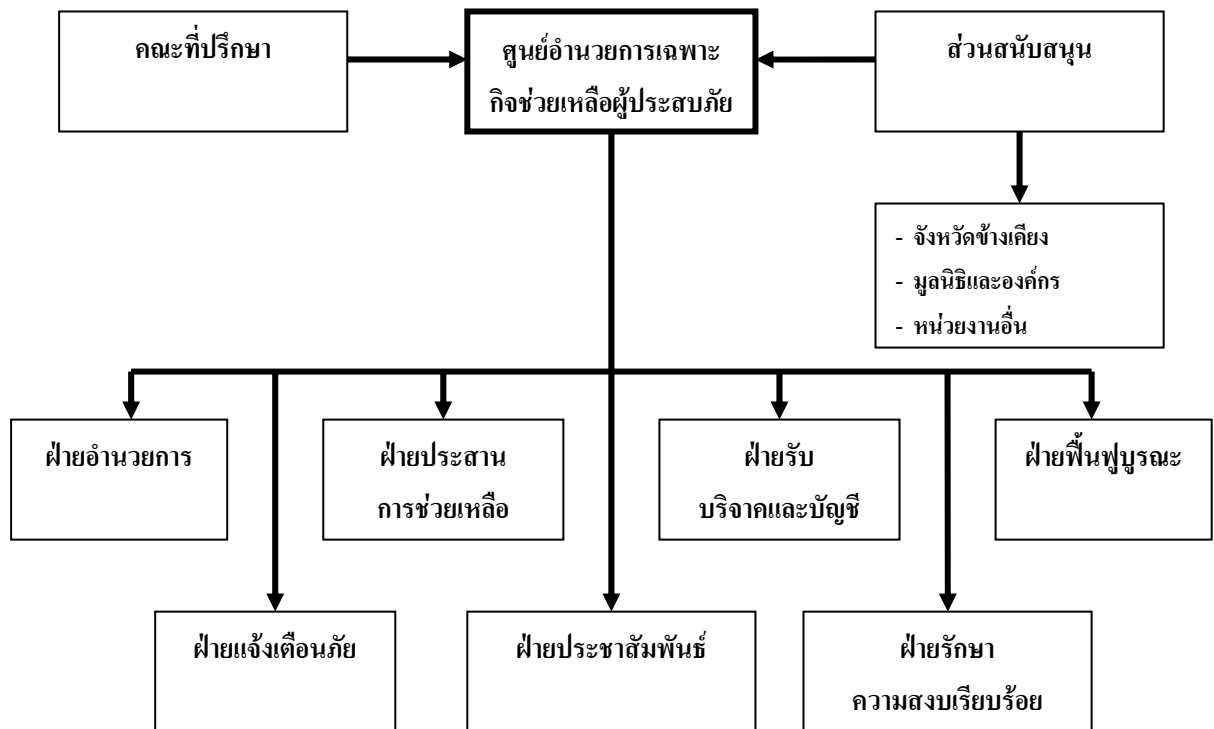 คณะที่ปรึกษา
ศูนย์อำนวยการเฉพาะ
กิจช่วยเหลือผู้ประสบภัย
ส่วนสนับสนุน
- จังหวัดข้างเคียง
- มูลนิธิและองค์กร
- หน่วยงานอื่น
ฝ่ายอำนวยการ
ฝ่ายประสาน
การช่วยเหลือ
ฝ่ายรับ
บริจาคและบัญชี
ฝ่ายฟื้นฟูบูรณะ
ฝ่ายแจ้งเตือนภัย
ฝ่ายประชาสัมพันธ์
ฝ่ายรักษา
ความสงบเรียบร้อย